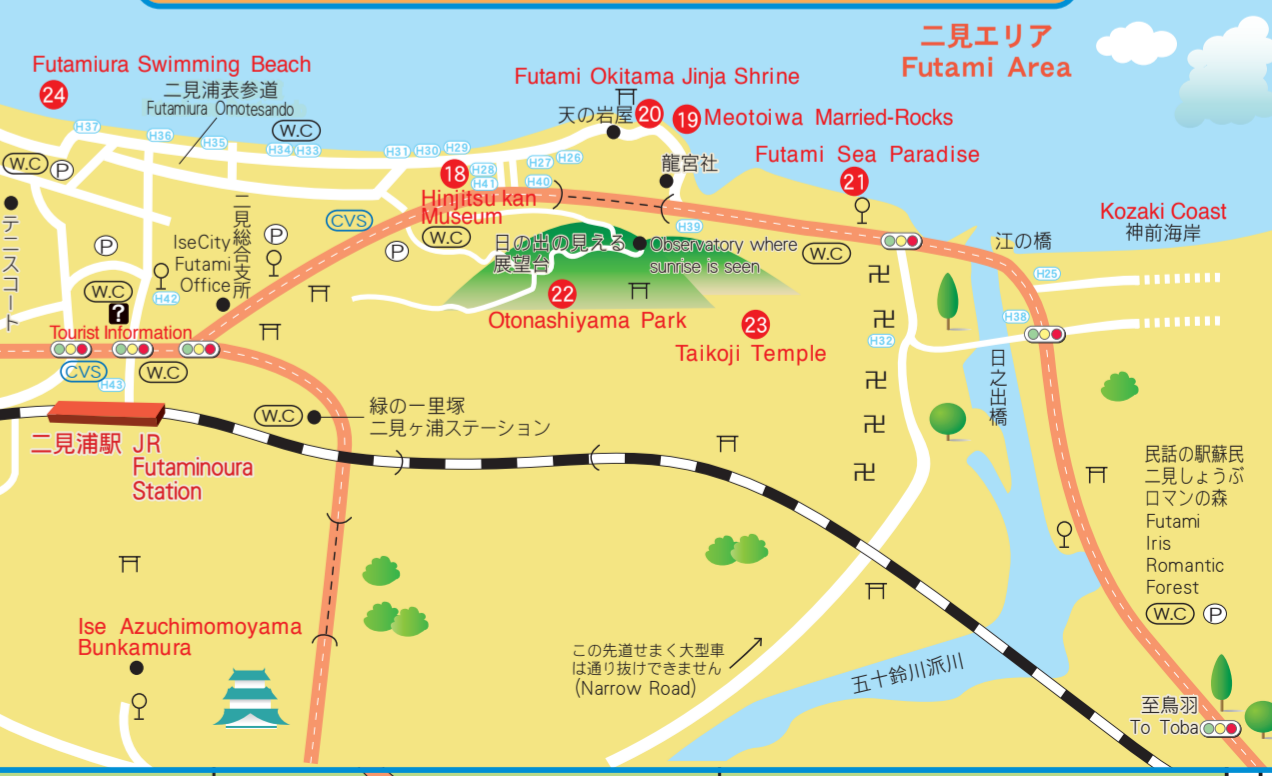 二見エリア
Futami Area
Futamiura Swimming Beach
24
二見浦表参道
Futamiura Omotesando
Futami Okitama Jinja Shrine
天の岩屋
20
19
Meotoiwa Married-Rocks
H37
H36
H35
W.C
H34
H33
H31
H30
H29
H28
H41
H27
H26
H40
18
Hinjitsu kan
Museum
龍宮社
Futami Sea Paradise
21
Kozaki Coast
神前海岸
W.C
P
テニスコート
P
二見総合支所
IseCity
Futami
Office
P
CVS
P
W.C
日の出の見える
展望台
Observatory where
sunrise is seen
H39
W.C
江の橋
H25
H38
W.C
H42
?
Tourist Information
22
Otonashiyama Park
23
Taikoji Temple
卍
卍
H32
卍
卍
卍
CVS
W.C
H43
日之出橋
二見浦駅 JR
Futaminoura
Station
W.C
緑の一里塚
二見ヶ浦ステーション
民話の駅蘇民
二見しょうぶ
ロマンの森
Futami
Iris
Romantic
Forest
W.C
P
Ise Azuchimomoyama
Bunkamura
この先道せまく大型車
は通り抜けできません
(Narrow Road)
五十鈴川派川
至鳥羽
To Toba